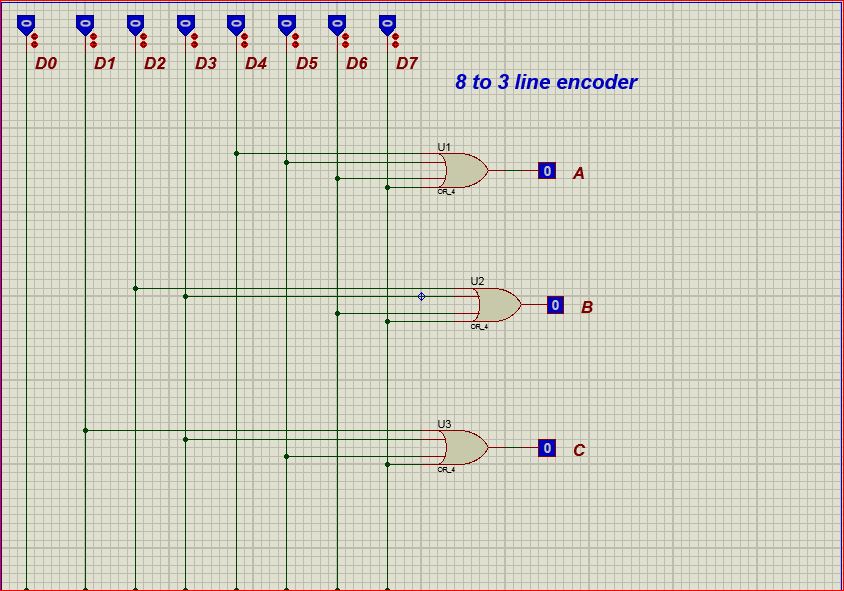 0 0 0 0 0 0 0 0
D0 D1 D2 D3 D4 D5 D6 D7
8 to 3 line encoder
U1
0 A
OR_4
U2
0 B
OR_4
U3
0 C
OR_4